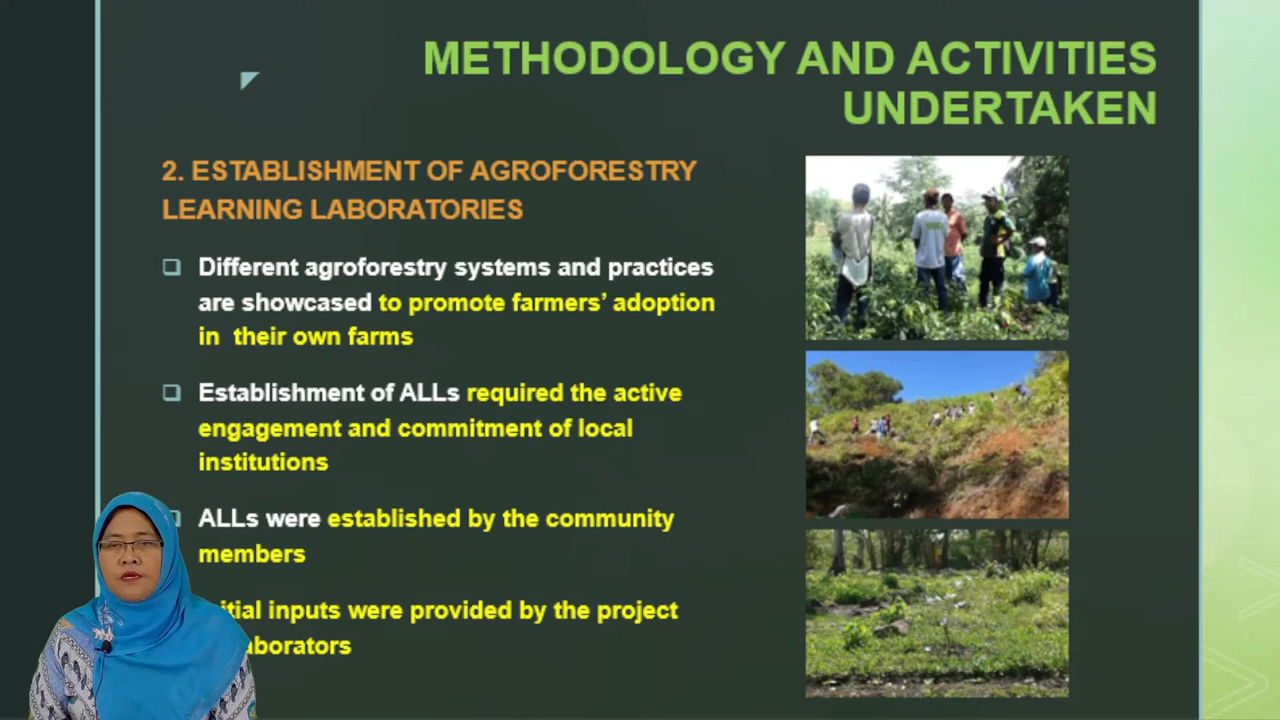 METHODOLOGY AND ACTIVITIES
UNDERTAKEN
2. ESTABLISHMENT OF AGROFORESTRY
LEARNING LABORATORIES
Different agroforestry systems and practices
are showcased to promote farmers’ adoption
in their own farms
Establishment of ALLs required the active
engagement and commitment of local
institutions
ALLs were established by the community
members
inputs were provided by the project